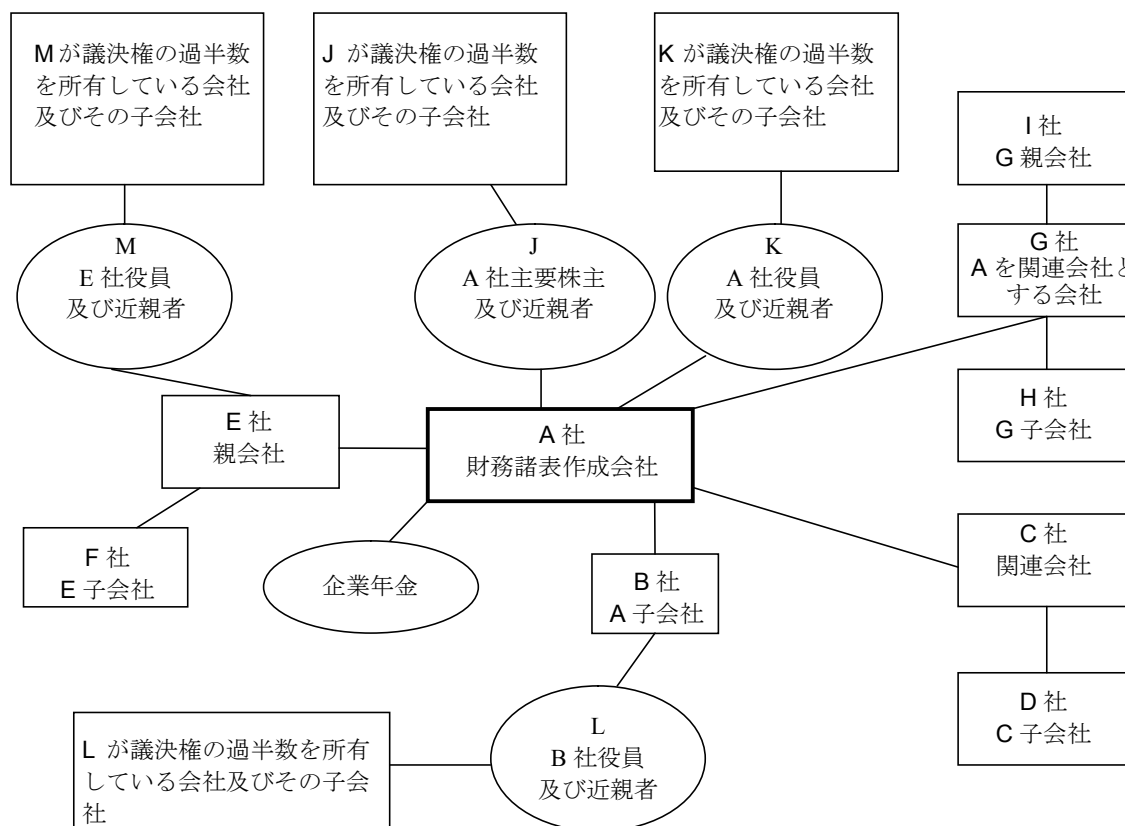 M が議決権の過半数
を所有している会社
及びその子会社
J が議決権の過半数
を所有している会社
及びその子会社
K が議決権の過半数
を所有している会社
及びその子会社
I 社
G 親会社
M
E 社役員
及び近親者
J
A 社主要株主
及び近親者
K
A 社役員
及び近親者
G 社
A を関連会社と
する会社
E 社
親会社
A 社
財務諸表作成会社
H 社
G 子会社
F 社
E 子会社
企業年金
B 社
A 子会社
C 社
関連会社
L が議決権の過半数を所有
している会社及びその子会
社
L
B 社役員
及び近親者
D 社
C 子会社